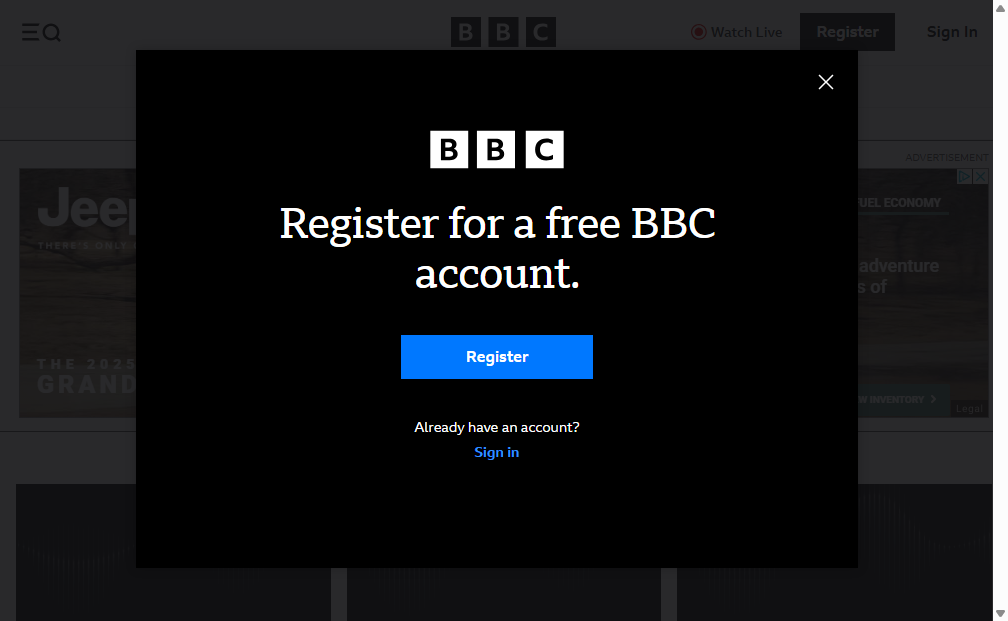 BBC
Watch Live
Register
Sign In
ADVERTISEMENT
Jeep
THERE'S ONLY
FUEL ECONOMY
adventure
s of
THE 2025
GRAND
W INVENTORY
Legal
BBC
Register for a free BBC
account.
Register
Already have an account?
Sign in